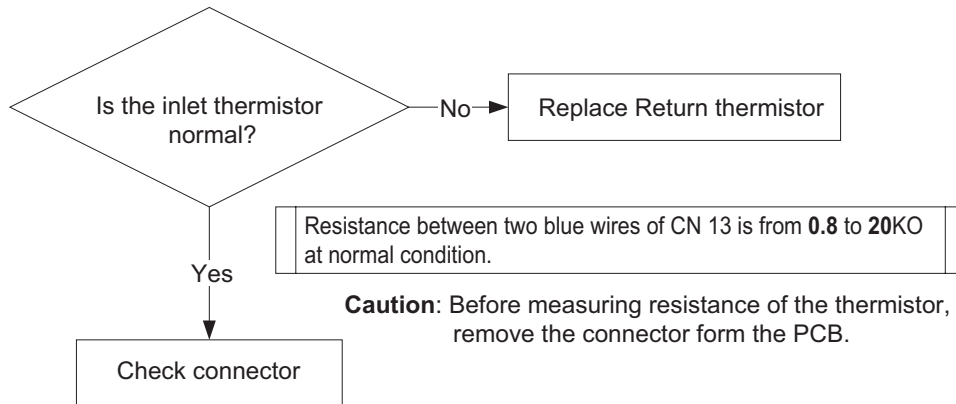 Is the inlet thermistor
normal?
No
Replace Return thermistor
Resistance between two blue wires of CN 13 is from 0.8 to 20KO
at normal condition.
Yes
Caution: Before measuring resistance of the thermistor,
remove the connector form the PCB.
Check connector